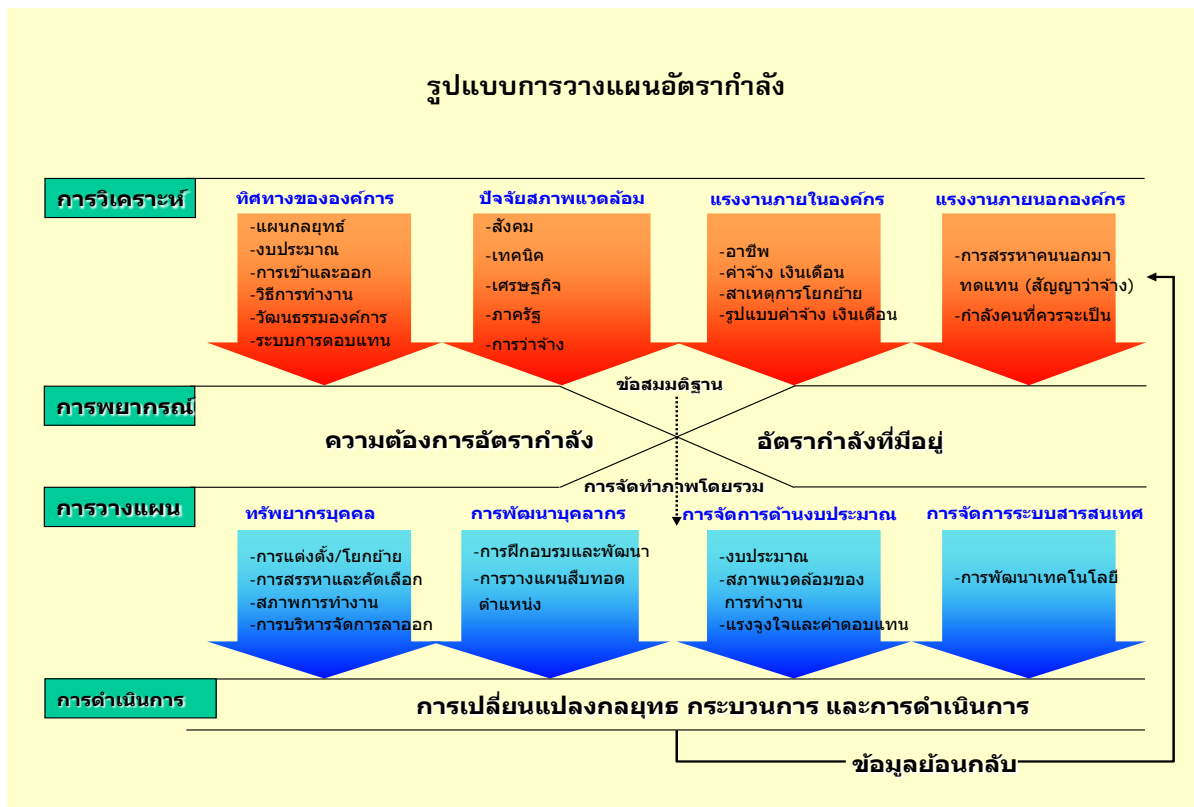 รูปแบบการวางแผนอัตรากำลัง
การวิเคราะห์
ทิศทางขององค์การ
-แผนกลยุทธ์
-งบประมาณ
-การเข้าและออก
-วิธีการทำงาน
-วัฒนธรรมองค์การ
-ระบบการตอบแทน
ปัจจัยสภาพแวดล้อม
-สังคม
-เทคนิค
-เศรษฐกิจ
-ภาครัฐ
-การว่าจ้าง
แรงงานภายในองค์กร
-อาชีพ
-ค่าจ้าง เงินเดือน
-สาเหตุการโยกย้าย
-รูปแบบค่าจ้าง เงินเดือน
แรงงานภายนอกองค์กร
-การสรรหาคนนอกมา
ทดแทน (สัญญาว่าจ้าง)
-กำลังคนที่ควรจะเป็น
การพยากรณ์
ข้อสมมติฐาน
ความต้องการอัตรากำลัง
อัตรากำลังที่มีอยู่
การจัดทำภาพโดยรวม
การวางแผน
ทรัพยากรบุคคล
-การแต่งตั้ง/โยกย้าย
-การสรรหาและคัดเลือก
-สภาพการทำงาน
-การบริหารจัดการลาออก
การพัฒนาบุคลากร
-การฝึกอบรมและพัฒนา
-การวางแผนสืบทอด
ตำแหน่ง
การจัดการด้านงบประมาณ
-งบประมาณ
-สภาพแวดล้อมของ
การทำงาน
-แรงจูงใจและค่าตอบแทน
การจัดการระบบสารสนเทศ
-การพัฒนาเทคโนโลยี
การดำเนินการ
การเปลี่ยนแปลงกลยุทธ กระบวนการ และการดำเนินการ
ข้อมูลย้อนกลับ